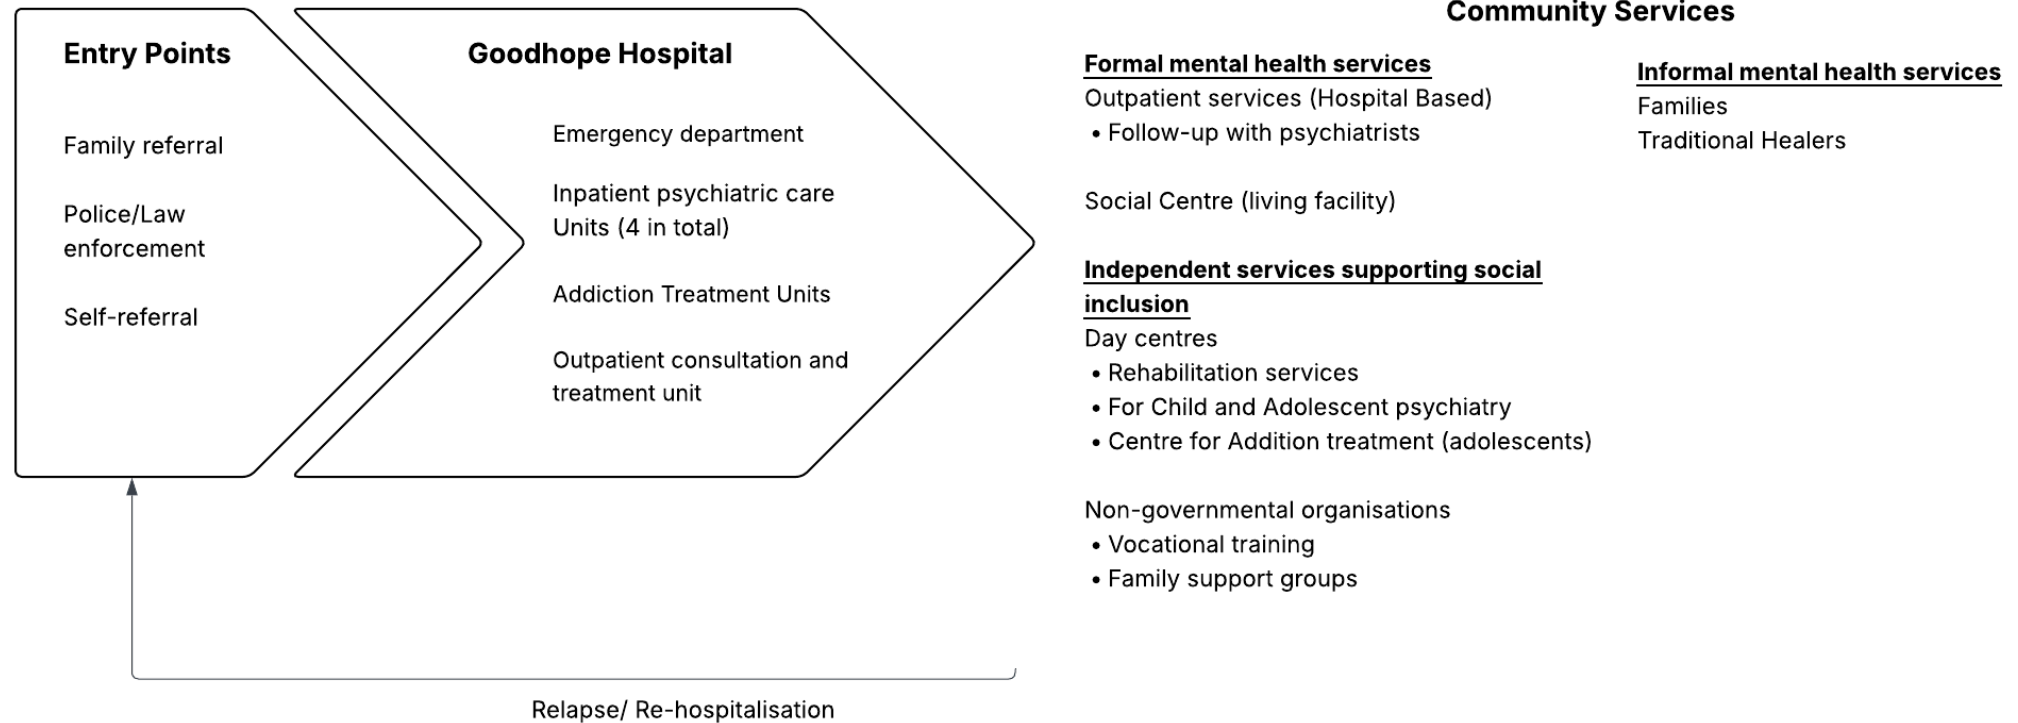 Entry Points
Family referral
Police/Law
enforcement
Self-referral
Goodhope Hospital
Emergency department
Inpatient psychiatric care
Units (4 in total)
Addiction Treatment Units
Outpatient consultation and
treatment unit
Community Services
Formal mental health services
Outpatient services (Hospital Based)
• Follow-up with psychiatrists
Social Centre (living facility)
Independent services supporting social
inclusion
Day centres
• Rehabilitation services
• For Child and Adolescent psychiatry
• Centre for Addition treatment (adolescents)
Non-governmental organisations
• Vocational training
• Family support groups
Informal mental health services
Families
Traditional Healers
Relapse/ Re-hospitalisation